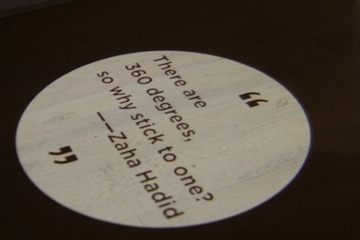 “
There are
360 degrees,
so why stick to one?
——Zaha Hadid
”